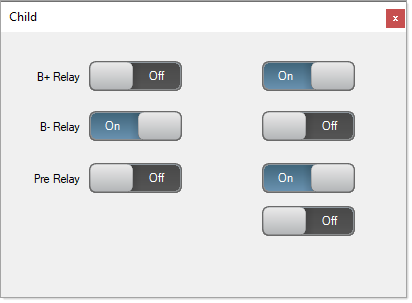 Child
x
B+ Relay Off On
B- Relay On Off
Pre Relay Off On
Off